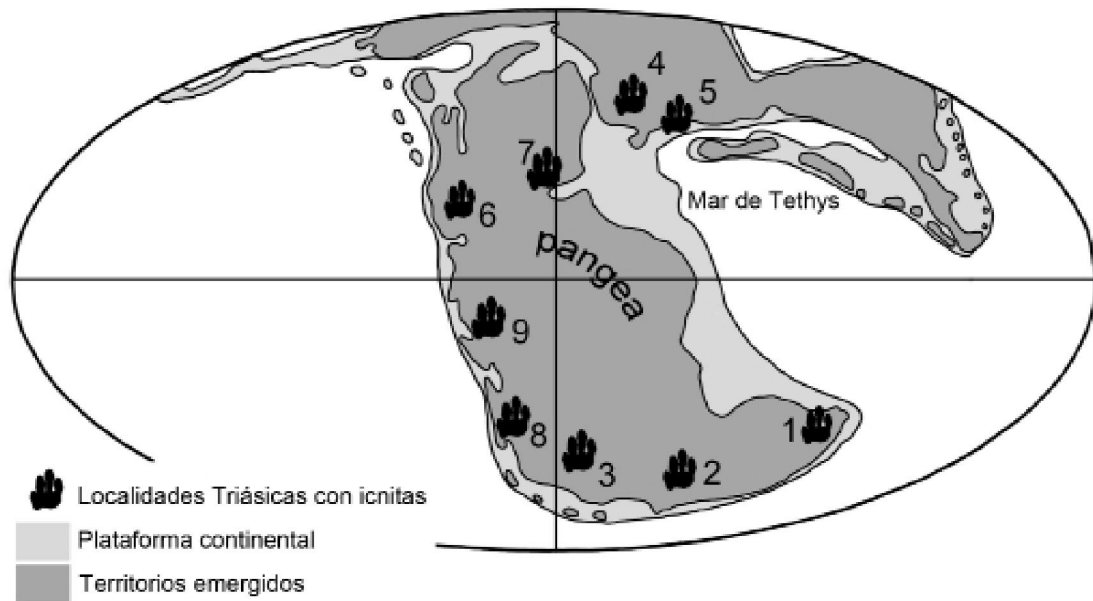 4
5
7
6
Mar de Tethys
pangea
9
8
3
2
1
Localidades Triásicas con icnitas
Plataforma continental
Territorios emergidos